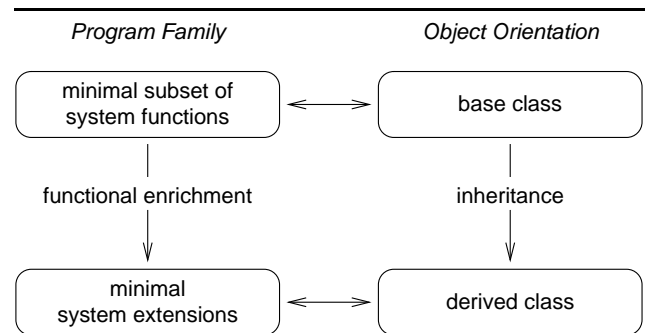 Program Family
Object Orientation
minimal subset of
system functions
base class
functional enrichment
inheritance
minimal
system extensions
derived class